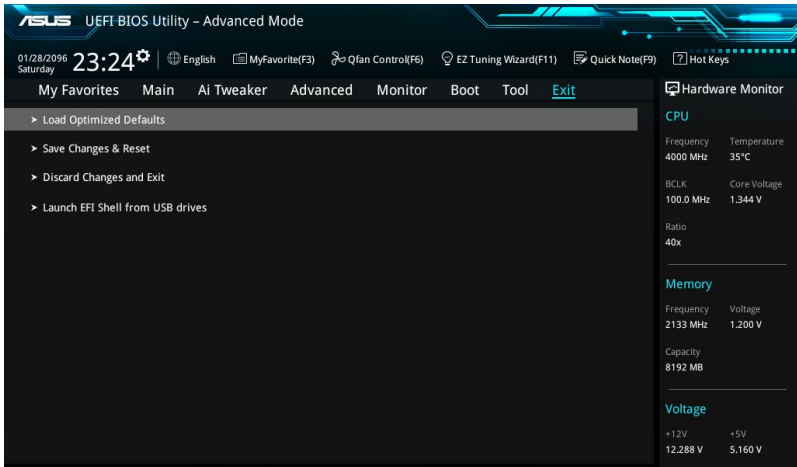 ASUS UEFI BIOS Utility – Advanced Mode
01/28/2096
Saturday
23:24
English
MyFavorite(F3)
Qfan Control(F6)
EZ Tuning Wizard(F11)
Quick Note(F9)
? Hot Keys
My Favorites Main Ai Tweaker Advanced Monitor Boot Tool Exit
Hardware Monitor
> Load Optimized Defaults
> Save Changes & Reset
> Discard Changes and Exit
> Launch EFI Shell from USB drives
CPU
Frequency Temperature
4000 MHz 35°C
BCLK Core Voltage
100.0 MHz 1.344 V
Ratio
40x
Memory
Frequency Voltage
2133 MHz 1.200 V
Capacity
8192 MB
Voltage
+12V +5V
12.288 V 5.160 V